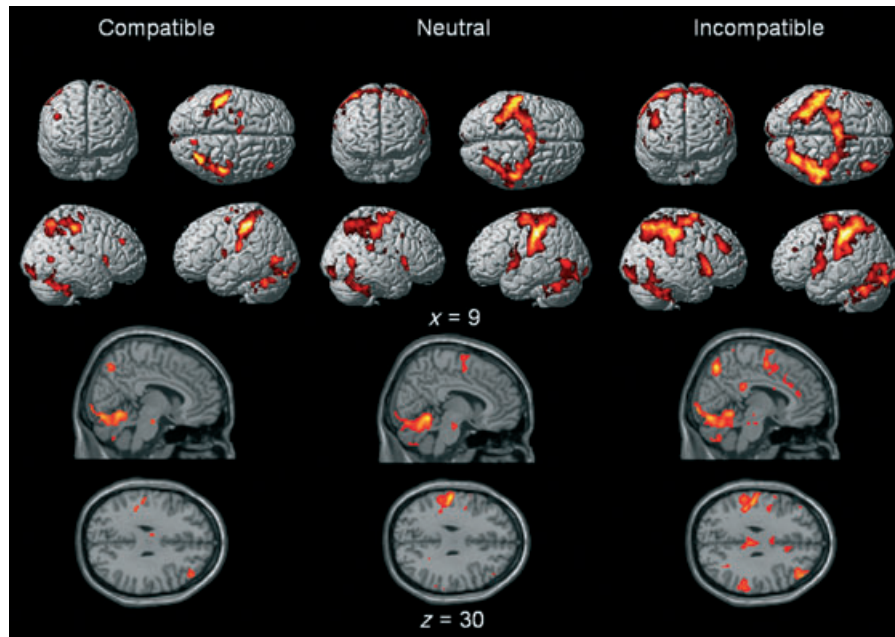 Compatible
Neutral
Incompatible
x = 9
z = 30